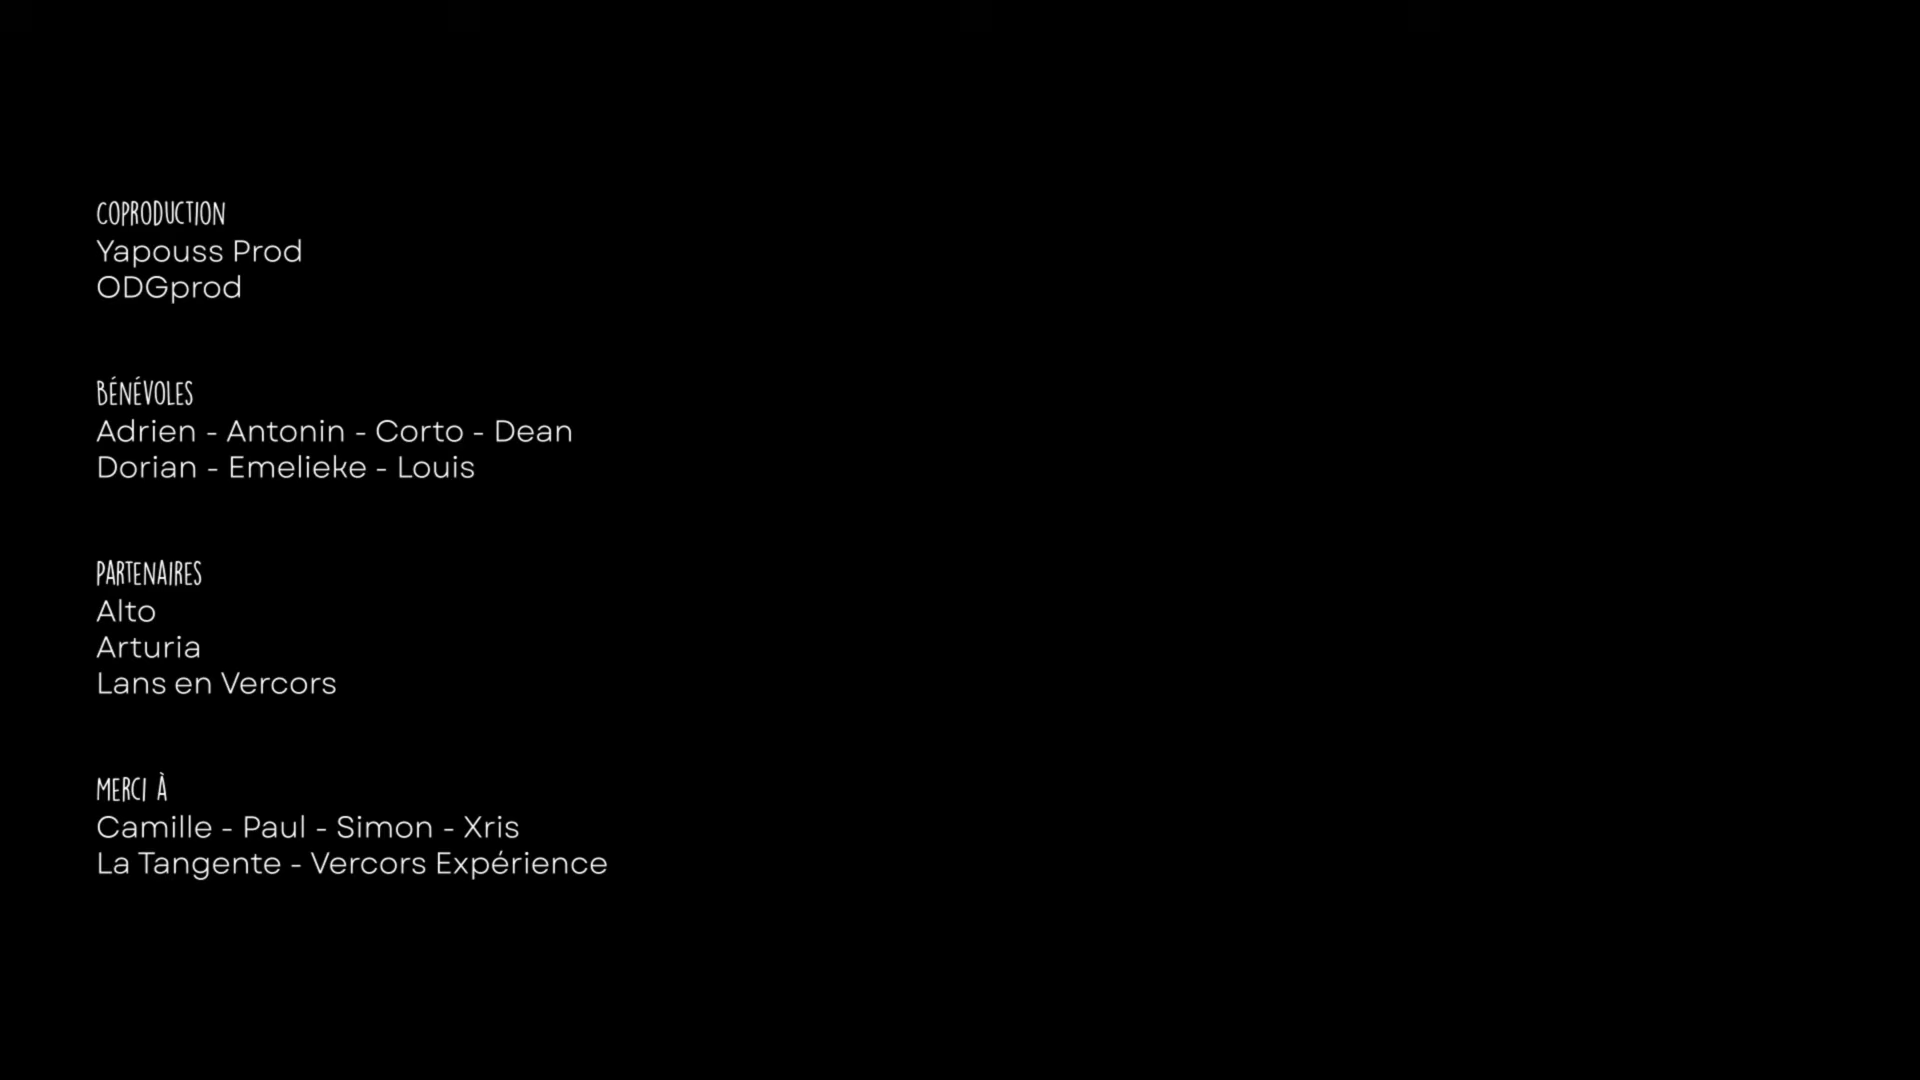 COPRODUCTION
Yapouss Prod
ODGprod
BÉNÉVOLES
Adrien - Antonin - Corto - Dean
Dorian - Emelieke - Louis
PARTENAIRES
Alto
Arturia
Lans en Vercors
MERCI À
Camille - Paul - Simon - Xris
La Tangente - Vercors Expérience